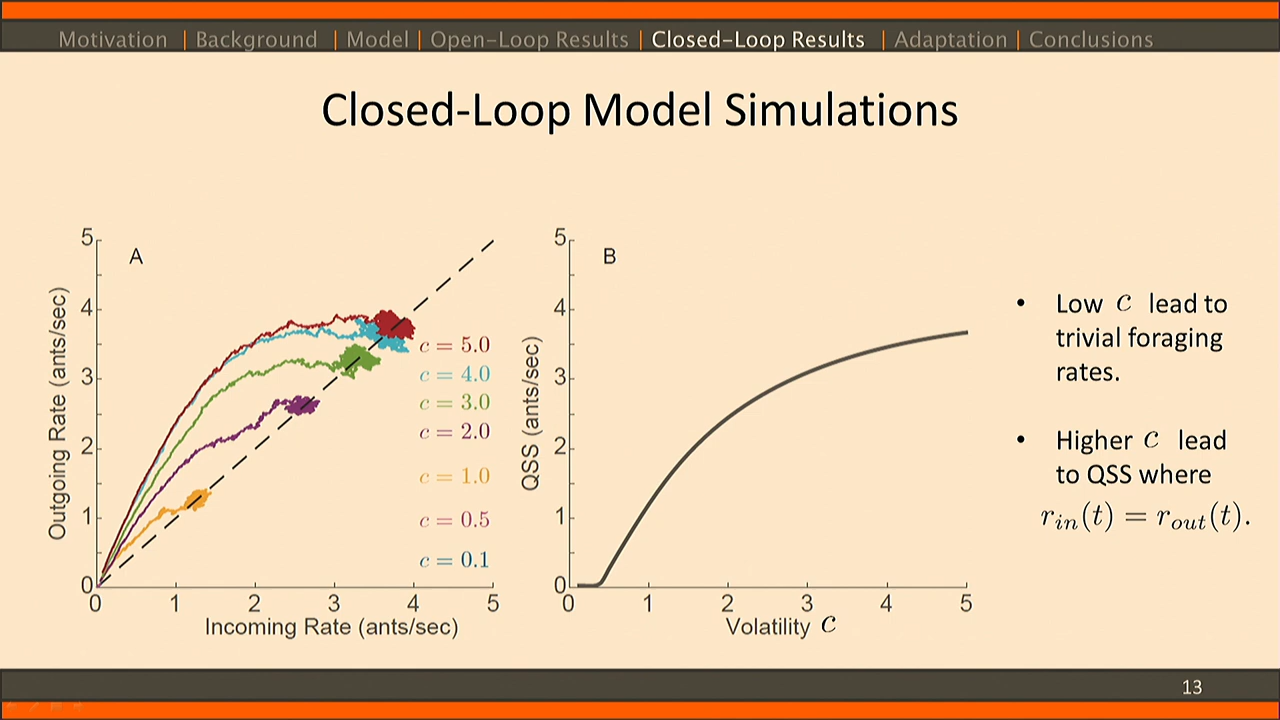 Motivation | Background | Model | Open-Loop Results | Closed-Loop Results | Adaptation | Conclusions
Closed-Loop Model Simulations
A
Outgoing Rate (ants/sec)
5
4
3
2
1
0
0 1 2 3 4 5
Incoming Rate (ants/sec)
c = 5.0
c = 4.0
c = 3.0
c = 2.0
c = 1.0
c = 0.5
c = 0.1
B
QSS (ants/sec)
5
4
3
2
1
0
0 1 2 3 4 5
Volatility c
• Low c lead to
trivial foraging
rates.
• Higher c lead
to QSS where
r_{in}(t) = r_{out}(t).
13